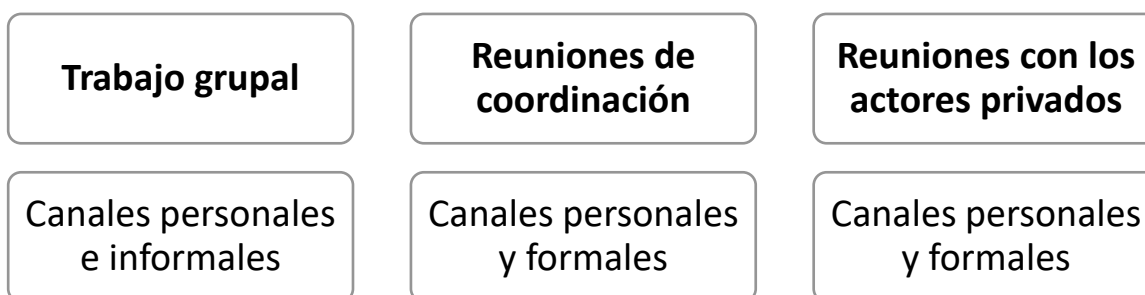 Trabajo grupal
Reuniones de
coordinación
Reuniones con los
actores privados
Canales personales
e informales
Canales personales
y formales
Canales personales
y formales